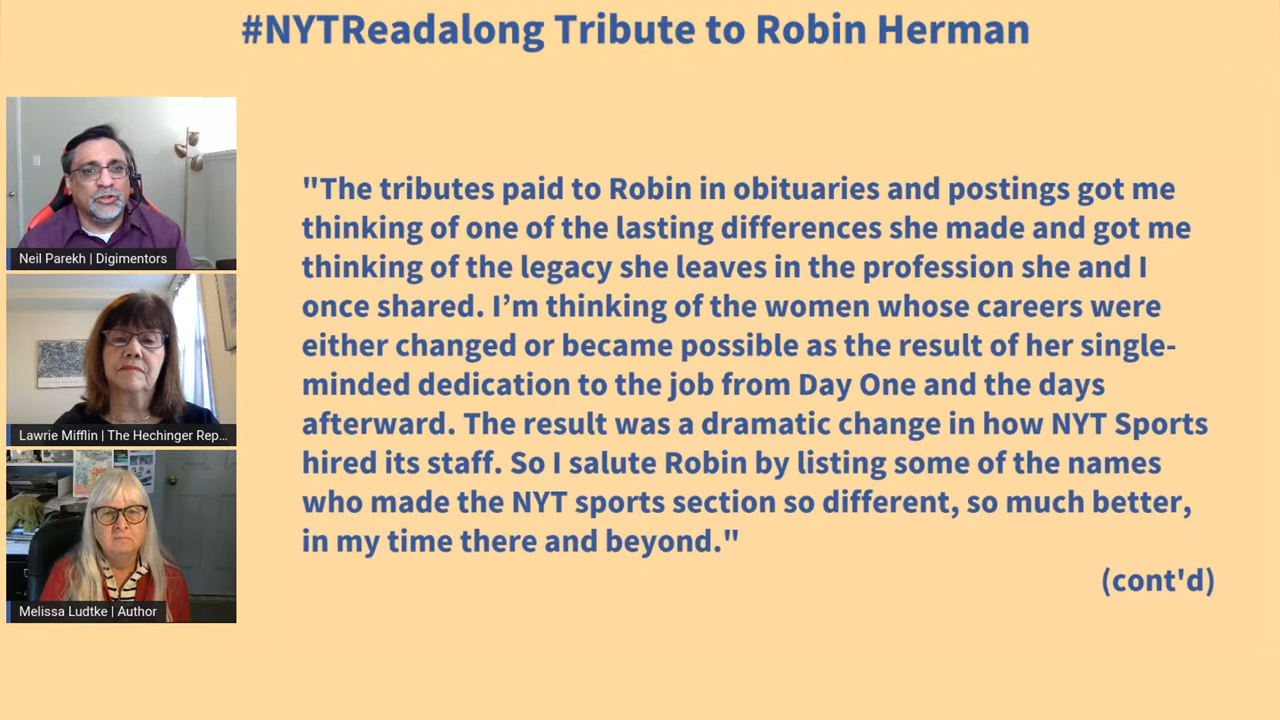 #NYTReadalong Tribute to Robin Herman
Neil Parekh | Digimentors
Lawrie Mifflin | The Hechinger Rep...
Melissa Ludtke | Author
"The tributes paid to Robin in obituaries and postings got me
thinking of one of the lasting differences she made and got me
thinking of the legacy she leaves in the profession she and I
once shared. I’m thinking of the women whose careers were
either changed or became possible as the result of her single-
minded dedication to the job from Day One and the days
afterward. The result was a dramatic change in how NYT Sports
hired its staff. So I salute Robin by listing some of the names
who made the NYT sports section so different, so much better,
in my time there and beyond."
(cont'd)